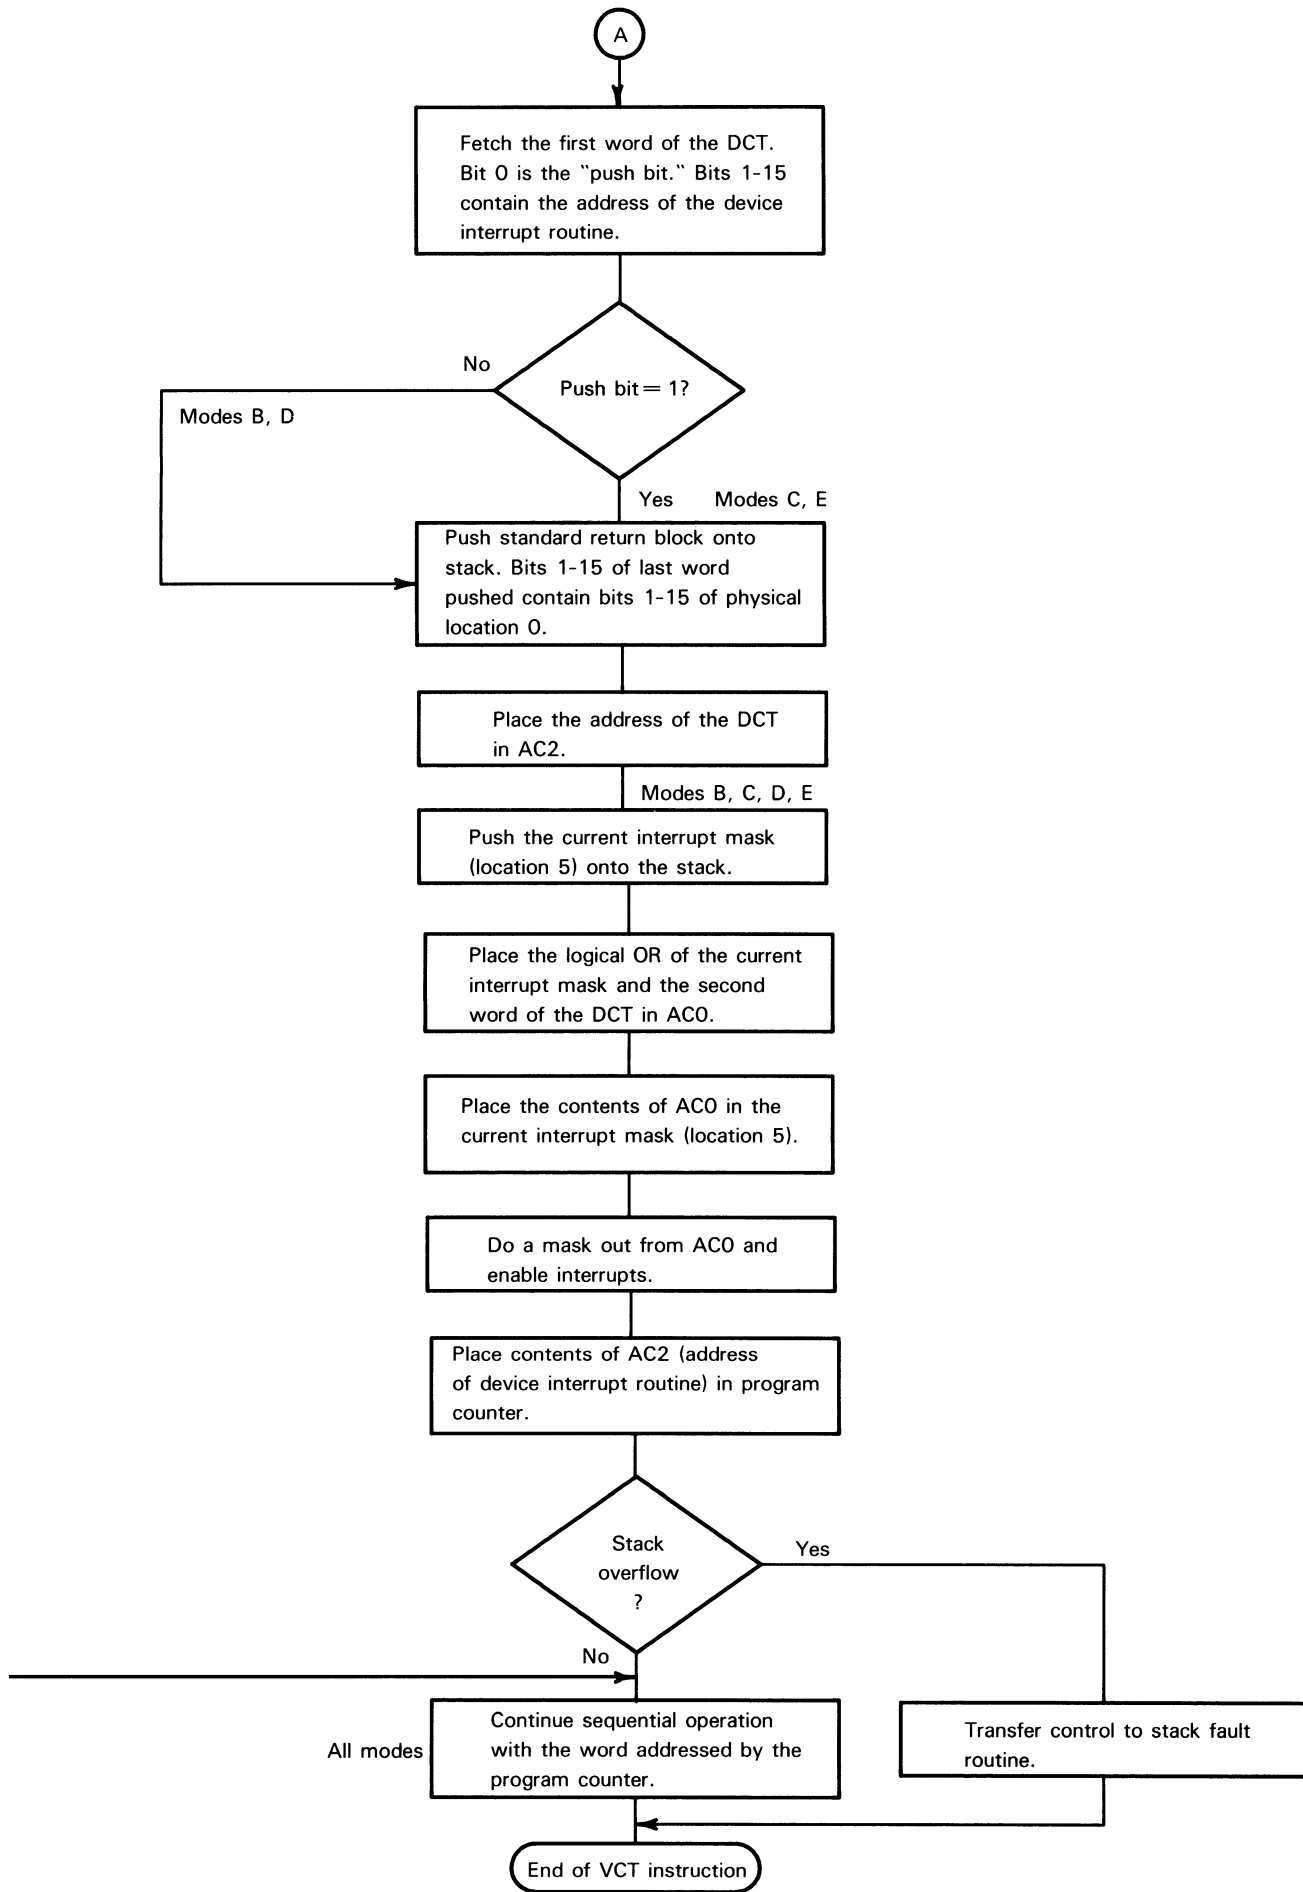 A
Fetch the first word of the DCT.
Bit 0 is the "push bit." Bits 1-15
contain the address of the device
interrupt routine.
No
Push bit = 1?
Modes B, D
Yes Modes C, E
Push standard return block onto
stack. Bits 1-15 of last word
pushed contain bits 1-15 of physical
location 0.
Place the address of the DCT
in AC2.
Modes B, C, D, E
Push the current interrupt mask
(location 5) onto the stack.
Place the logical OR of the current
interrupt mask and the second
word of the DCT in AC0.
Place the contents of AC0 in the
current interrupt mask (location 5).
Do a mask out from AC0 and
enable interrupts.
Place contents of AC2 (address
of device interrupt routine) in program
counter.
Stack
overflow
?
Yes
No
Continue sequential operation
with the word addressed by the
program counter.
All modes
Transfer control to stack fault
routine.
End of VCT instruction